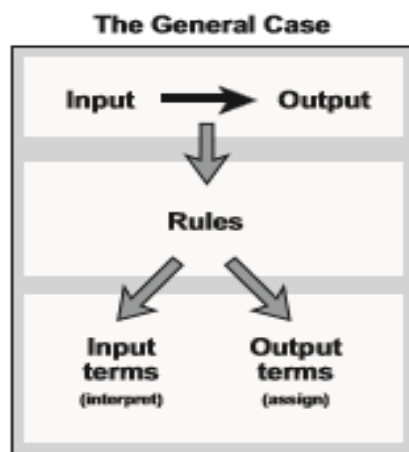 The General Case
Input Output
Rules
Input Output
terms terms
(interpret) (assign)